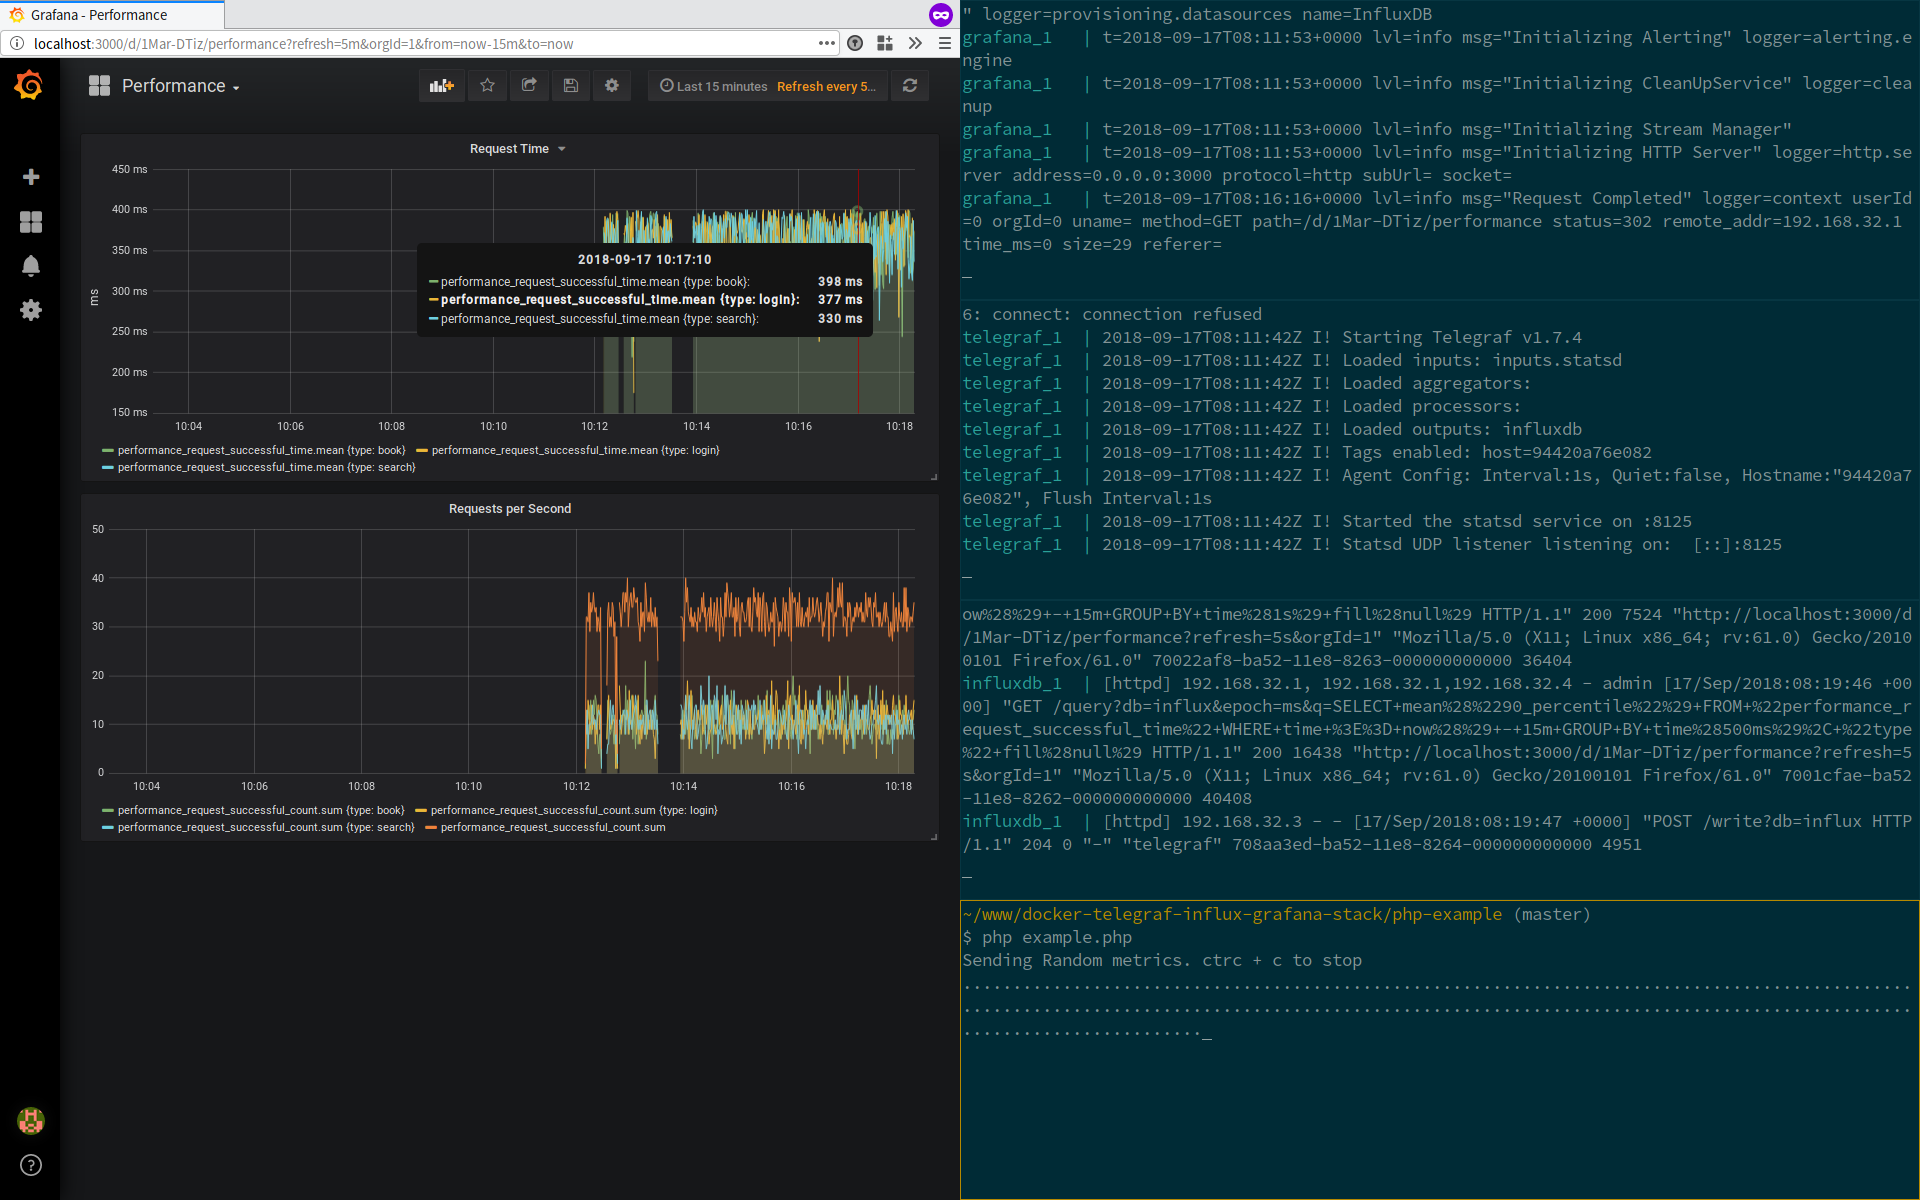 Grafana - Performance
localhost:3000/d/1Mar-DTiz/performance?refresh=5m&orgId=1&from=now-15m&to=now
Performance
Last 15 minutes Refresh every 5...
Request Time
450 ms
400 ms
350 ms
300 ms
250 ms
200 ms
150 ms
ms
2018-09-17 10:17:10
performance_request_successful_time.mean {type: book}: 398 ms
performance_request_successful_time.mean {type: login}: 377 ms
performance_request_successful_time.mean {type: search}: 330 ms
10:04 10:06 10:08 10:10 10:12 10:14 10:16 10:18
performance_request_successful_time.mean {type: book} performance_request_successful_time.mean {type: login}
performance_request_successful_time.mean {type: search}
Requests per Second
50
40
30
20
10
0
10:04 10:06 10:08 10:10 10:12 10:14 10:16 10:18
performance_request_successful_count.sum {type: book} performance_request_successful_count.sum {type: login}
performance_request_successful_count.sum {type: search} performance_request_successful_count.sum
" logger=provisioning.datasources name=InfluxDB
grafana_1 | t=2018-09-17T08:11:53+0000 lvl=info msg="Initializing Alerting" logger=alerting.e
ngine
grafana_1 | t=2018-09-17T08:11:53+0000 lvl=info msg="Initializing CleanUpService" logger=clea
nup
grafana_1 | t=2018-09-17T08:11:53+0000 lvl=info msg="Initializing Stream Manager"
grafana_1 | t=2018-09-17T08:11:53+0000 lvl=info msg="Initializing HTTP Server" logger=http.se
rver address=0.0.0.0:3000 protocol=http subUrl= socket=
grafana_1 | t=2018-09-17T08:16:16+0000 lvl=info msg="Request Completed" logger=context userId
=0 orgId=0 uname= method=GET path=/d/1Mar-DTiz/performance status=302 remote_addr=192.168.32.1
time_ms=0 size=29 referer=
_
6: connect: connection refused
telegraf_1 | 2018-09-17T08:11:42Z I! Starting Telegraf v1.7.4
telegraf_1 | 2018-09-17T08:11:42Z I! Loaded inputs: inputs.statsd
telegraf_1 | 2018-09-17T08:11:42Z I! Loaded aggregators:
telegraf_1 | 2018-09-17T08:11:42Z I! Loaded processors:
telegraf_1 | 2018-09-17T08:11:42Z I! Loaded outputs: influxdb
telegraf_1 | 2018-09-17T08:11:42Z I! Tags enabled: host=94420a76e082
telegraf_1 | 2018-09-17T08:11:42Z I! Agent Config: Interval:1s, Quiet:false, Hostname:"94420a7
6e082", Flush Interval:1s
telegraf_1 | 2018-09-17T08:11:42Z I! Started the statsd service on :8125
telegraf_1 | 2018-09-17T08:11:42Z I! Statsd UDP listener listening on:  [::]:8125
_
ow%28%29+-+15m+GROUP+BY+time%281s%29+fill%28null%29 HTTP/1.1" 200 7524 "http://localhost:3000/d
/1Mar-DTiz/performance?refresh=5s&orgId=1" "Mozilla/5.0 (X11; Linux x86_64; rv:61.0) Gecko/2010
0101 Firefox/61.0" 70022af8-ba52-11e8-8263-000000000000 36404
influxdb_1 | [httpd] 192.168.32.1, 192.168.32.1,192.168.32.4 - admin [17/Sep/2018:08:19:46 +00
00] "GET /query?db=influx&epoch=ms&q=SELECT+mean%28%2290_percentile%22%29+FROM+%22performance_r
equest_successful_time%22+WHERE+time+%3E%3D+now%28%29+-+15m+GROUP+BY+time%28500ms%29%2C+%22type
%22+fill%28null%29 HTTP/1.1" 200 16438 "http://localhost:3000/d/1Mar-DTiz/performance?refresh=5
s&orgId=1" "Mozilla/5.0 (X11; Linux x86_64; rv:61.0) Gecko/20100101 Firefox/61.0" 7001cfae-ba52
-11e8-8262-000000000000 40408
influxdb_1 | [httpd] 192.168.32.3 - - [17/Sep/2018:08:19:47 +0000] "POST /write?db=influx HTTP
/1.1" 204 0 "-" "telegraf" 708aa3ed-ba52-11e8-8264-000000000000 4951
_
~/www/docker-telegraf-influx-grafana-stack/php-example (master)
$ php example.php
Sending Random metrics. ctrc + c to stop
...............................................................................................
...............................................................................................
........................_